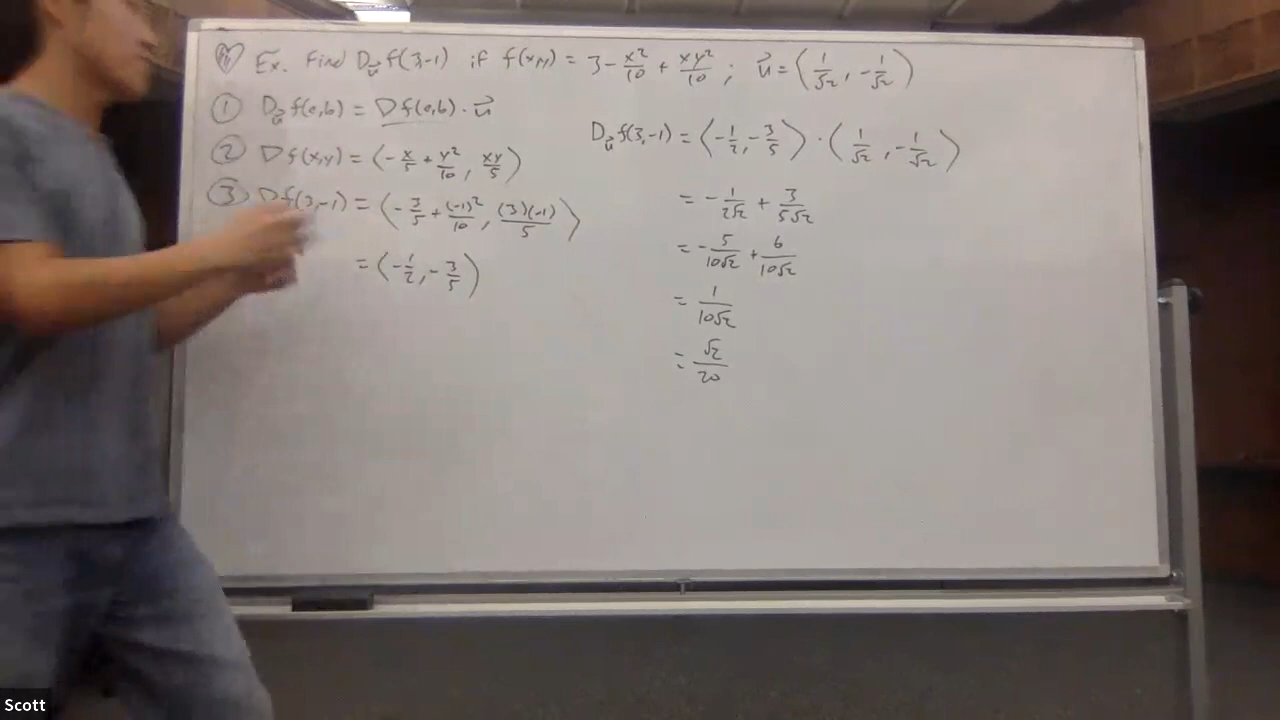 Ex. Find D_u⃗ f(3,-1) if f(x,y) = 3 - x²/10 + xy²/10 ; u⃗ = ⟨1/√2, -1/√2⟩
① D_u⃗ f(a,b) = ∇f(a,b) · u⃗
② ∇f(x,y) = ⟨-x/5 + y²/10, xy/5⟩
③ ∇f(3,-1) = ⟨-3/5 + (-1)²/10, (3)(-1)/5⟩
= ⟨-1/2, -3/5⟩
D_u⃗ f(3,-1) = ⟨-1/2, -3/5⟩ · ⟨1/√2, -1/√2⟩
= -1/2√2 + 3/5√2
= -5/10√2 + 6/10√2
= 1/10√2
= √2/20
Scott